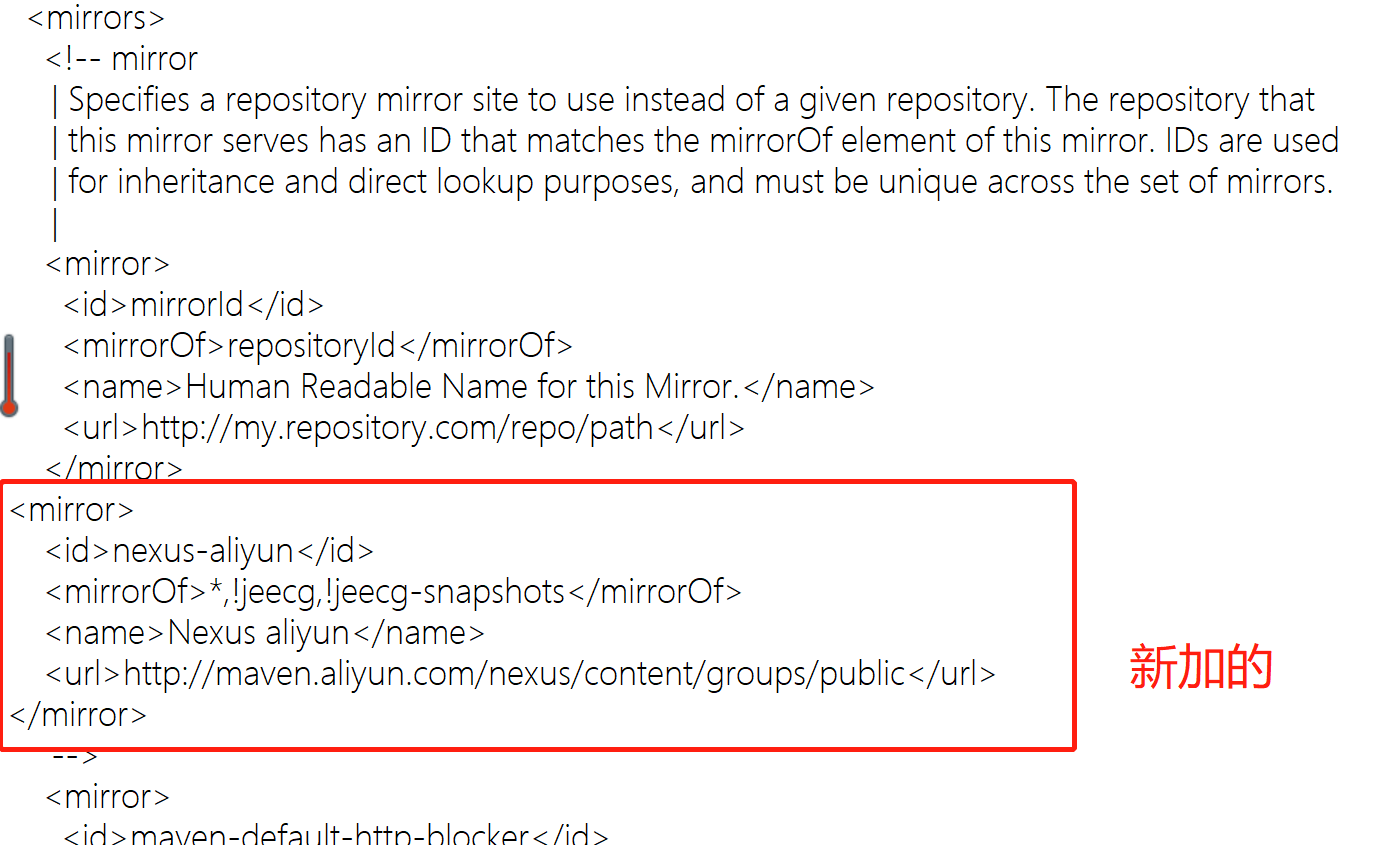 <mirrors>
<!-- mirror
| Specifies a repository mirror site to use instead of a given repository. The repository that
| this mirror serves has an ID that matches the mirrorOf element of this mirror. IDs are used
| for inheritance and direct lookup purposes, and must be unique across the set of mirrors.
|
<mirror>
<id>mirrorId</id>
<mirrorOf>repositoryId</mirrorOf>
<name>Human Readable Name for this Mirror.</name>
<url>http://my.repository.com/repo/path</url>
</mirror>
<mirror>
<id>nexus-aliyun</id>
<mirrorOf>*,!jeecg,!jeecg-snapshots</mirrorOf>
<name>Nexus aliyun</name>
<url>http://maven.aliyun.com/nexus/content/groups/public</url>
</mirror>
新加的
-->
<mirror>
<id>maven-default-http-blocker</id>